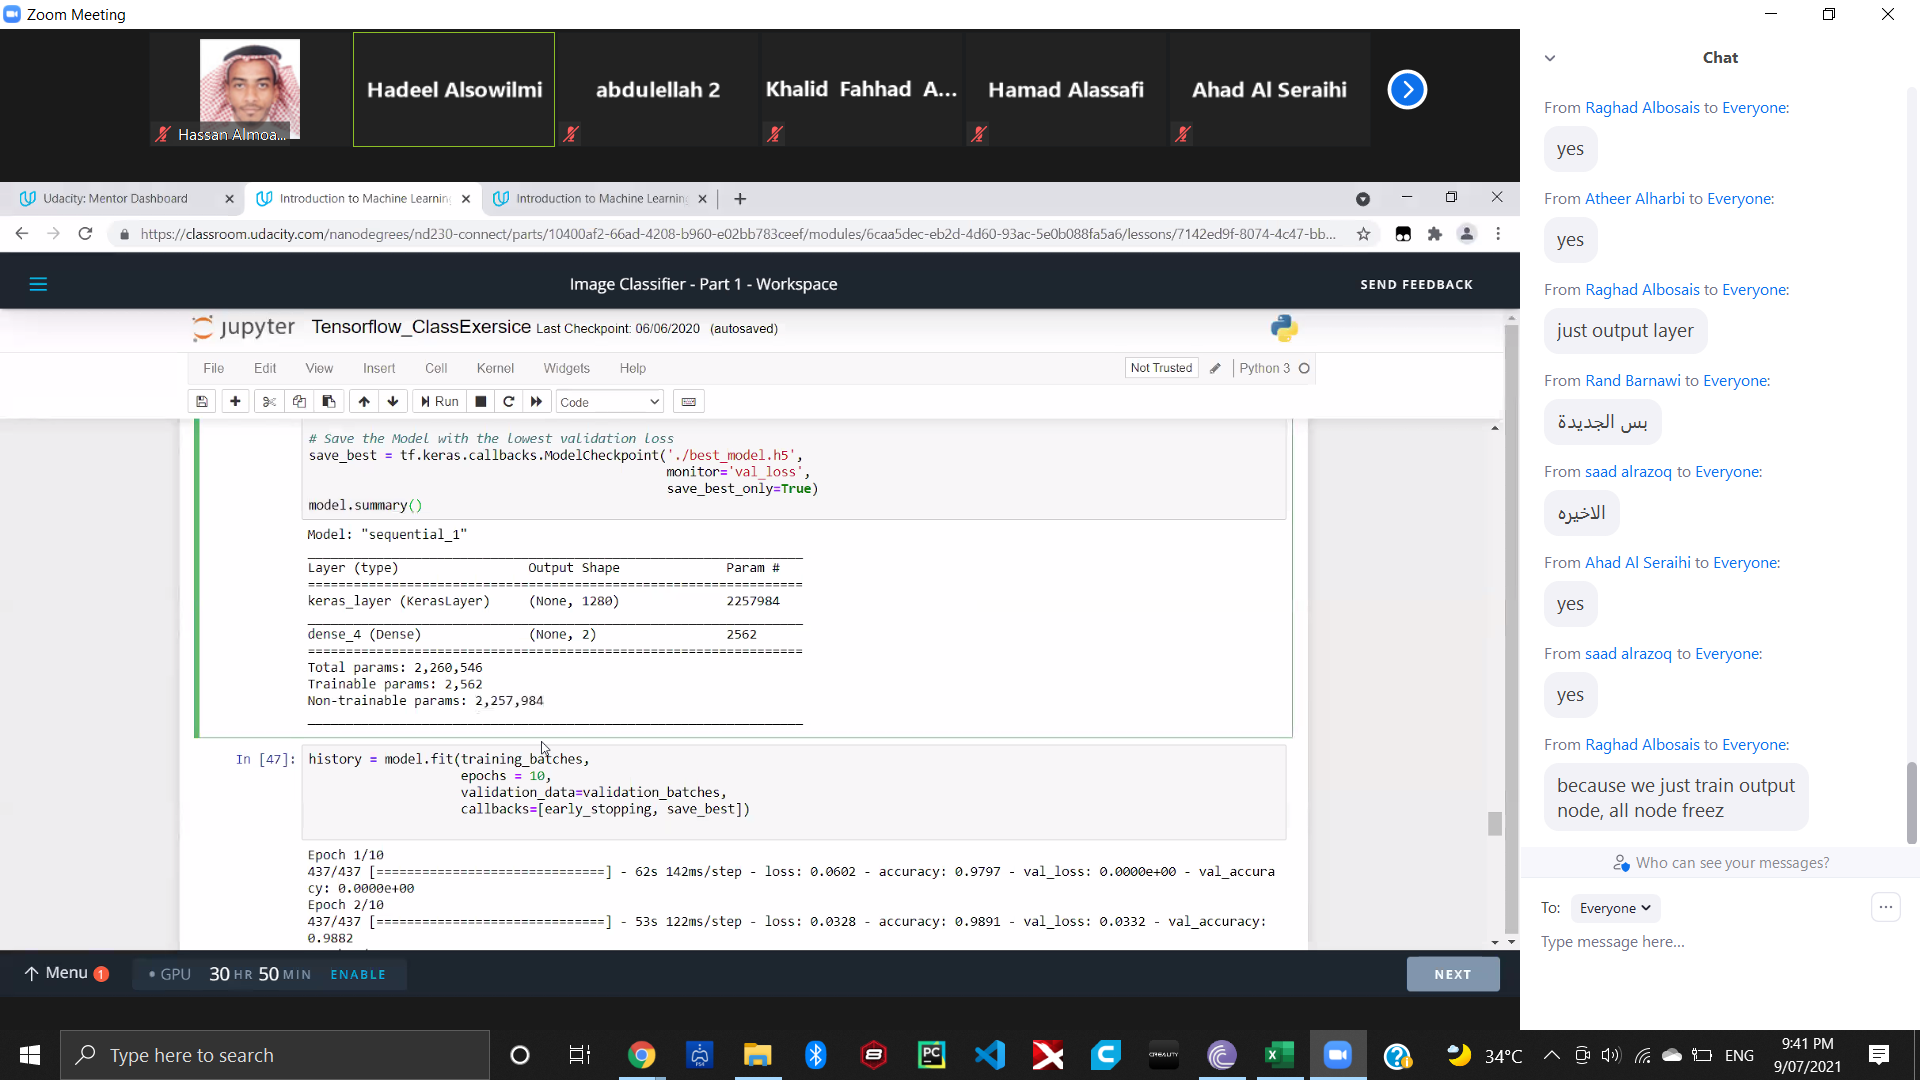 Zoom Meeting
Hassan Almoa...
Hadeel Alsowilmi
abdulellah 2
Khalid Fahhad A...
Hamad Alassafi
Ahad Al Seraihi
Udacity: Mentor Dashboard
Introduction to Machine Learning
Introduction to Machine Learning
https://classroom.udacity.com/nanodegrees/nd230-connect/parts/10400af2-66ad-4208-b960-e02bb783ceef/modules/6caa5dec-eb2d-4d60-93ac-5e0b088fa5a6/lessons/7142ed9f-8074-4c47-bb...
Image Classifier - Part 1 - Workspace
SEND FEEDBACK
jupyter Tensorflow_ClassExersice Last Checkpoint: 06/06/2020 (autosaved)
File Edit View Insert Cell Kernel Widgets Help
Not Trusted
Python 3
Run
Code
# Save the Model with the lowest validation loss
save_best = tf.keras.callbacks.ModelCheckpoint('./best_model.h5',
monitor='val_loss',
save_best_only=True)
model.summary()
Model: "sequential_1"
Layer (type) Output Shape Param #
keras_layer (KerasLayer) (None, 1280) 2257984
dense_4 (Dense) (None, 2) 2562
Total params: 2,260,546
Trainable params: 2,562
Non-trainable params: 2,257,984
In [47]: history = model.fit(training_batches,
epochs = 10,
validation_data=validation_batches,
callbacks=[early_stopping, save_best])
Epoch 1/10
437/437 [==============================] - 62s 142ms/step - loss: 0.0602 - accuracy: 0.9797 - val_loss: 0.0000e+00 - val_accura
cy: 0.0000e+00
Epoch 2/10
437/437 [==============================] - 53s 122ms/step - loss: 0.0328 - accuracy: 0.9891 - val_loss: 0.0332 - val_accuracy:
0.9882
Menu 1
GPU 30 HR 50 MIN ENABLE
NEXT
Chat
From Raghad Albosais to Everyone:
yes
From Atheer Alharbi to Everyone:
yes
From Raghad Albosais to Everyone:
just output layer
From Rand Barnawi to Everyone:
بس الجديدة
From saad alrazoq to Everyone:
الاخيره
From Ahad Al Seraihi to Everyone:
yes
From saad alrazoq to Everyone:
yes
From Raghad Albosais to Everyone:
because we just train output
node, all node freez
Who can see your messages?
To: Everyone
Type message here...
Type here to search
PC
CREALITY
34°C
ENG
9:41 PM
9/07/2021